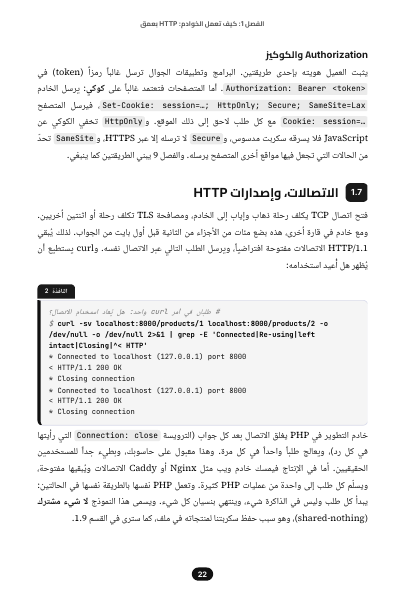 الفصل 1: كيف تعمل الخوادم: HTTP بعمق
Authorization والكوكيز
يثبت العميل هويته بإحدى طريقتين. البرامج وتطبيقات الجوال ترسل غالباً رمزاً (token) في
Authorization: Bearer <token>. أما المتصفحات فتعتمد غالباً على كوكي: يرسل الخادم
Set-Cookie: session=…; HttpOnly; Secure; SameSite=Lax، فيرسل المتصفح
Cookie: session=… مع كل طلب لاحق إلى ذلك الموقع. وHttpOnly تخفي الكوكي عن
JavaScript فلا يسرقه سكربت مدسوس، وSecure لا ترسله إلا عبر HTTPS، وSameSite تحدّ
من الحالات التي تجعل فيها مواقع أخرى المتصفح يرسله. والفصل 9 يبني الطريقتين كما ينبغي.
1.7 الاتصالات، وإصدارات HTTP
فتح اتصال TCP يكلف رحلة ذهاب وإياب إلى الخادم، ومصافحة TLS تكلف رحلة أو اثنتين أخريين.
ومع خادم في قارة أخرى، هذه بضع مئات من الأجزاء من الثانية قبل أول بايت من الجواب. لذلك يُبقي
HTTP/1.1 الاتصالات مفتوحة افتراضياً، ويرسل الطلب التالي عبر الاتصال نفسه. وcurl يستطيع أن
يُظهر هل أُعيد استخدامه:
النافذة 2
# طلبان في أمر curl واحد: هل يُعاد استخدام الاتصال؟
$ curl -sv localhost:8000/products/1 localhost:8000/products/2 -o
/dev/null -o /dev/null 2>&1 | grep -E 'Connected|Re-using|left
intact|Closing|^< HTTP'
* Connected to localhost (127.0.0.1) port 8000
< HTTP/1.1 200 OK
* Closing connection
* Connected to localhost (127.0.0.1) port 8000
< HTTP/1.1 200 OK
* Closing connection
خادم التطوير في PHP يغلق الاتصال بعد كل جواب (الترويسة Connection: close التي رأيتها
في كل رد)، ويعالج طلباً واحداً في كل مرة. وهذا مقبول على حاسوبك، وبطيء جداً للمستخدمين
الحقيقيين. أما في الإنتاج فيمسك خادم ويب مثل Nginx أو Caddy الاتصالات ويُبقيها مفتوحة،
ويسلّم كل طلب إلى واحدة من عمليات PHP كثيرة. وتعمل PHP نفسها بالطريقة نفسها في الحالتين:
يبدأ كل طلب وليس في الذاكرة شيء، وينتهي بنسيان كل شيء. ويسمى هذا النموذج لا شيء مشترك
(shared-nothing)، وهو سبب حفظ سكربتنا لمنتجاته في ملف، كما سترى في القسم 1.9.
22